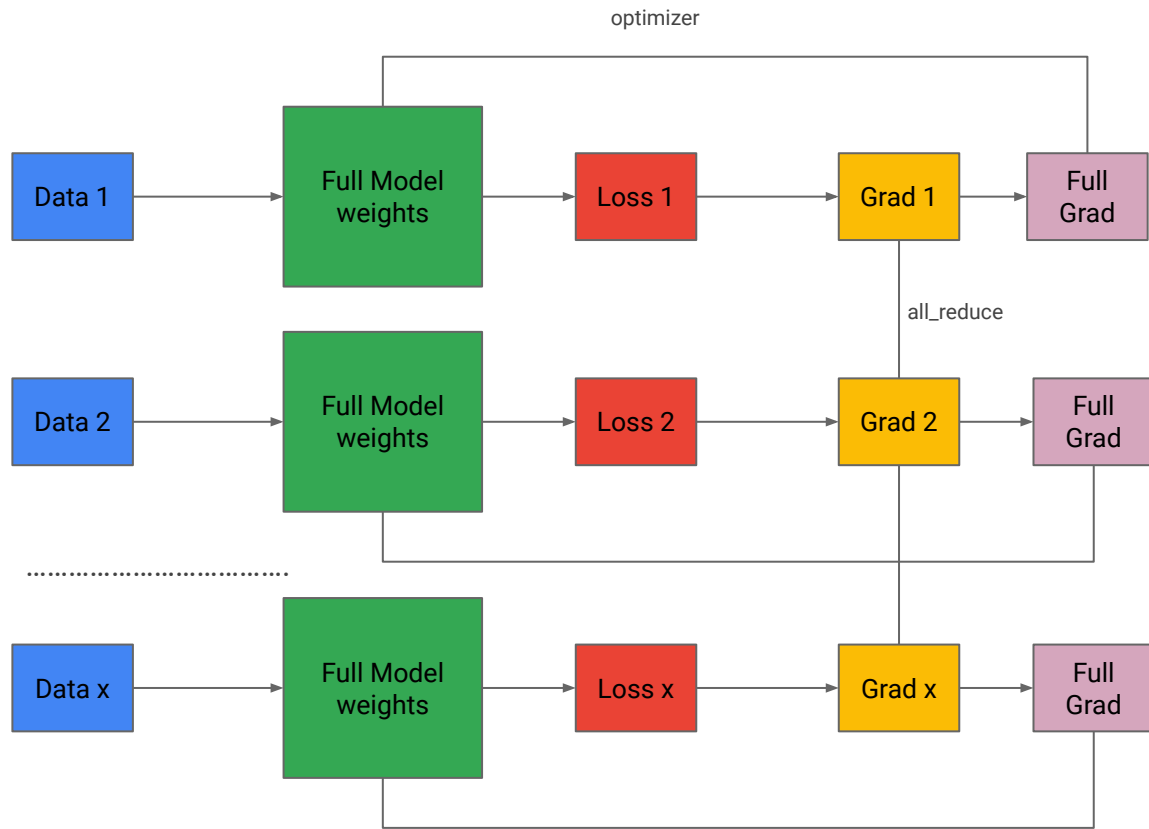 optimizer
Data 1
Full Model
weights
Loss 1
Grad 1
Full
Grad
all_reduce
Data 2
Full Model
weights
Loss 2
Grad 2
Full
Grad
……………………………….
Data x
Full Model
weights
Loss x
Grad x
Full
Grad